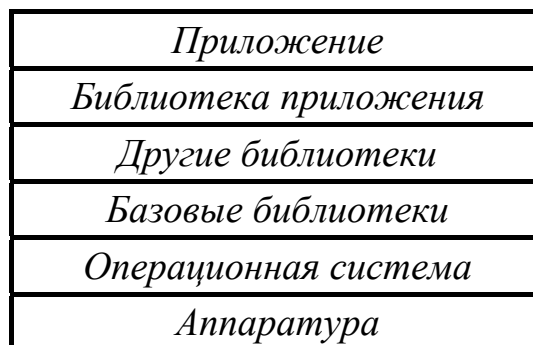 Приложение
Библиотека приложения
Другие библиотеки
Базовые библиотеки
Операционная система
Аппаратура